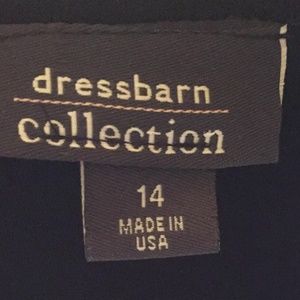 dressbarn
collection
14
MADE IN
USA